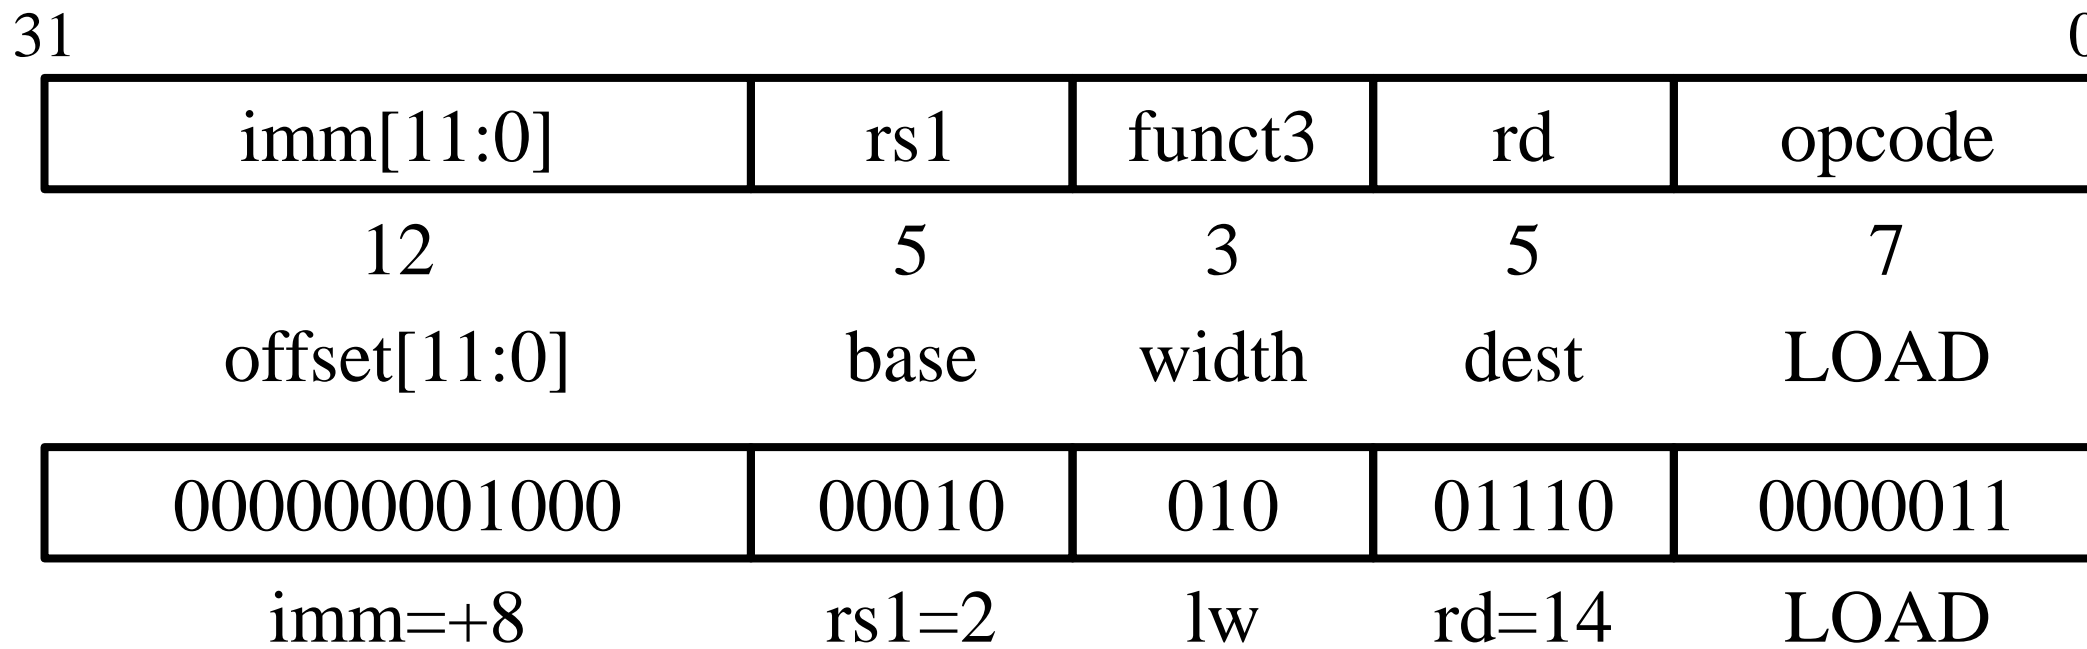 31 0
imm[11:0] rs1 funct3 rd opcode
12 5 3 5 7
offset[11:0] base width dest LOAD
000000001000 00010 010 01110 0000011
imm=+8 rs1=2 lw rd=14 LOAD